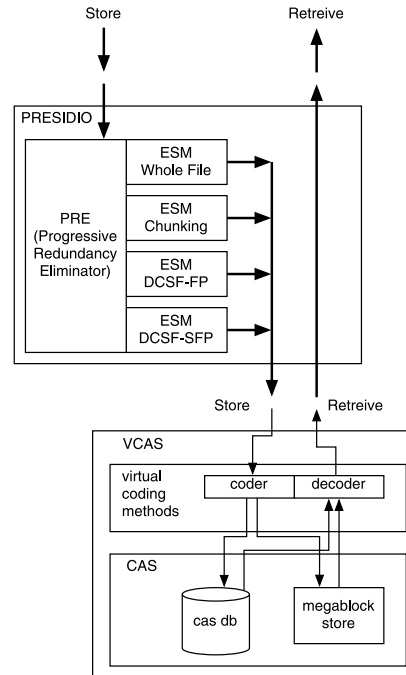 Store
Retreive
PRESIDIO
PRE
(Progressive
Redundancy
Eliminator)
ESM
Whole File
ESM
Chunking
ESM
DCSF-FP
ESM
DCSF-SFP
Store
Retreive
VCAS
virtual
coding
methods
coder
decoder
CAS
cas db
megablock
store